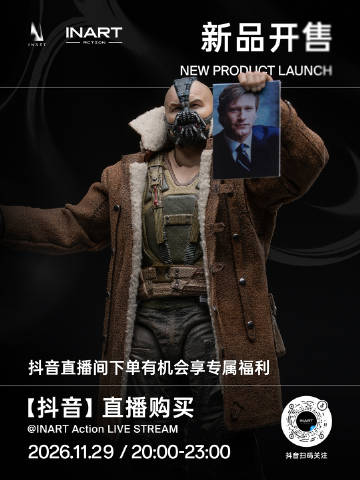 INART
INART
ACTION
新品开售
NEW PRODUCT LAUNCH
抖音直播间下单有机会享专属福利
【抖音】直播购买
@INART Action LIVE STREAM
2026.11.29 / 20:00-23:00
INART
抖音扫码关注